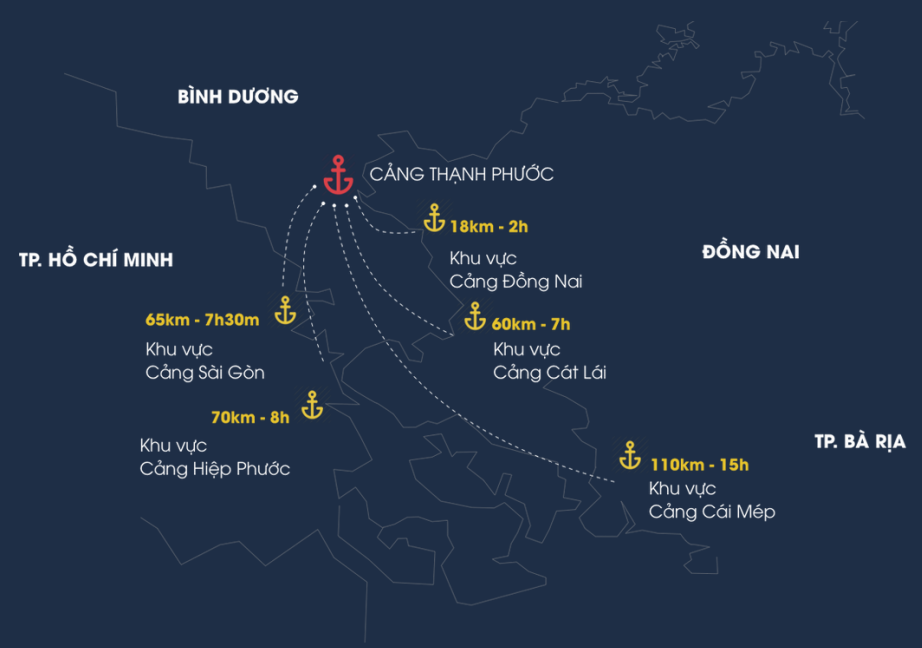 BÌNH DƯƠNG
CẢNG THẠNH PHƯỚC
18km - 2h
Khu vực
Cảng Đồng Nai
ĐỒNG NAI
TP. HỒ CHÍ MINH
65km - 7h30m
Khu vực
Cảng Sài Gòn
60km - 7h
Khu vực
Cảng Cát Lái
70km - 8h
Khu vực
Cảng Hiệp Phước
TP. BÀ RỊA
110km - 15h
Khu vực
Cảng Cái Mép